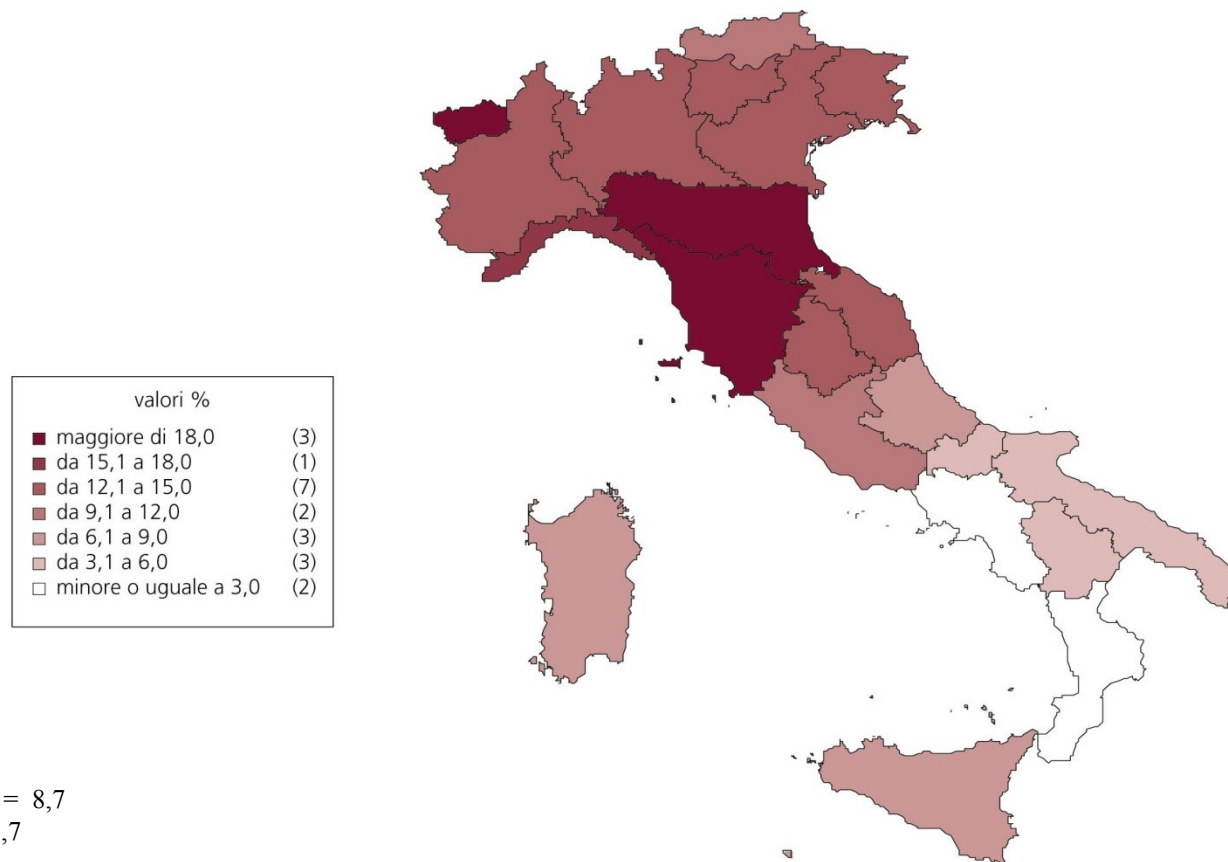 valori %
maggiore di 18,0 (3)
da 15,1 a 18,0 (1)
da 12,1 a 15,0 (7)
da 9,1 a 12,0 (2)
da 6,1 a 9,0 (3)
da 3,1 a 6,0 (3)
minore o uguale a 3,0 (2)
= 8,7
,7